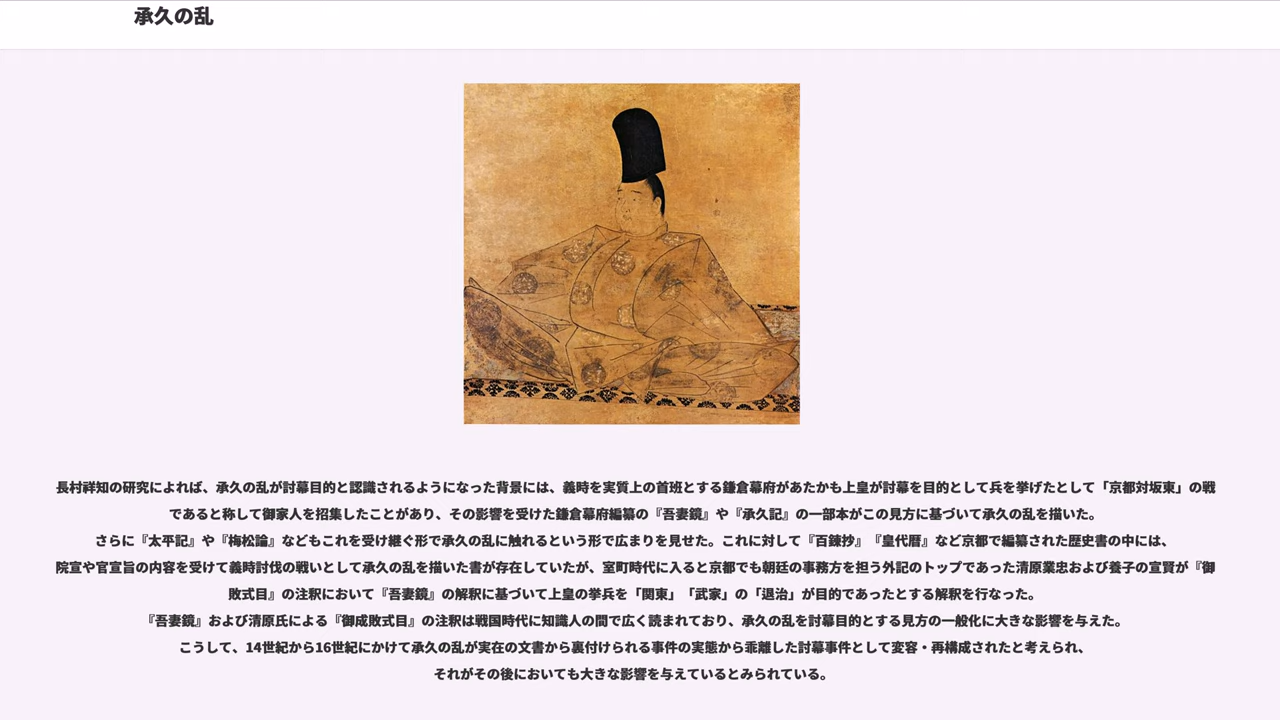 承久の乱
長村祥知の研究によれば、承久の乱が討幕目的と認識されるようになった背景には、義時を実質上の首班とする鎌倉幕府があたかも上皇が討幕を目的として兵を挙げたとして「京都対坂東」の戦
であると称して御家人を招集したことがあり、その影響を受けた鎌倉幕府編纂の『吾妻鏡』や『承久記』の一部本がこの見方に基づいて承久の乱を描いた。
さらに『太平記』や『梅松論』などもこれを受け継ぐ形で承久の乱に触れるという形で広まりを見せた。これに対して『百錬抄』『皇代暦』など京都で編纂された歴史書の中には、
院宣や官宣旨の内容を受けて義時討伐の戦いとして承久の乱を描いた書が存在していたが、室町時代に入ると京都でも朝廷の事務方を担う外記のトップであった清原業忠および養子の宣賢が『御
敗式目』の注釈において『吾妻鏡』の解釈に基づいて上皇の挙兵を「関東」「武家」の「退治」が目的であったとする解釈を行なった。
『吾妻鏡』および清原氏による『御成敗式目』の注釈は戦国時代に知識人の間で広く読まれており、承久の乱を討幕目的とする見方の一般化に大きな影響を与えた。
こうして、14世紀から16世紀にかけて承久の乱が実在の文書から裏付けられる事件の実態から乖離した討幕事件として変容・再構成されたと考えられ、
それがその後においても大きな影響を与えているとみられている。